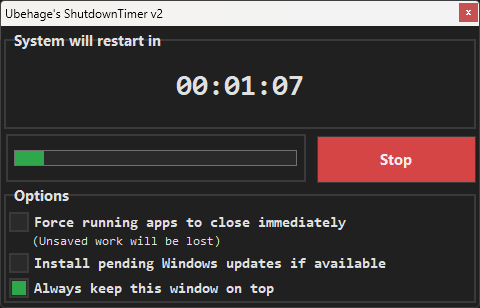 Ubehage's ShutdownTimer v2
x
System will restart in
00:01:07
Stop
Options
Force running apps to close immediately
(Unsaved work will be lost)
Install pending Windows updates if available
Always keep this window on top